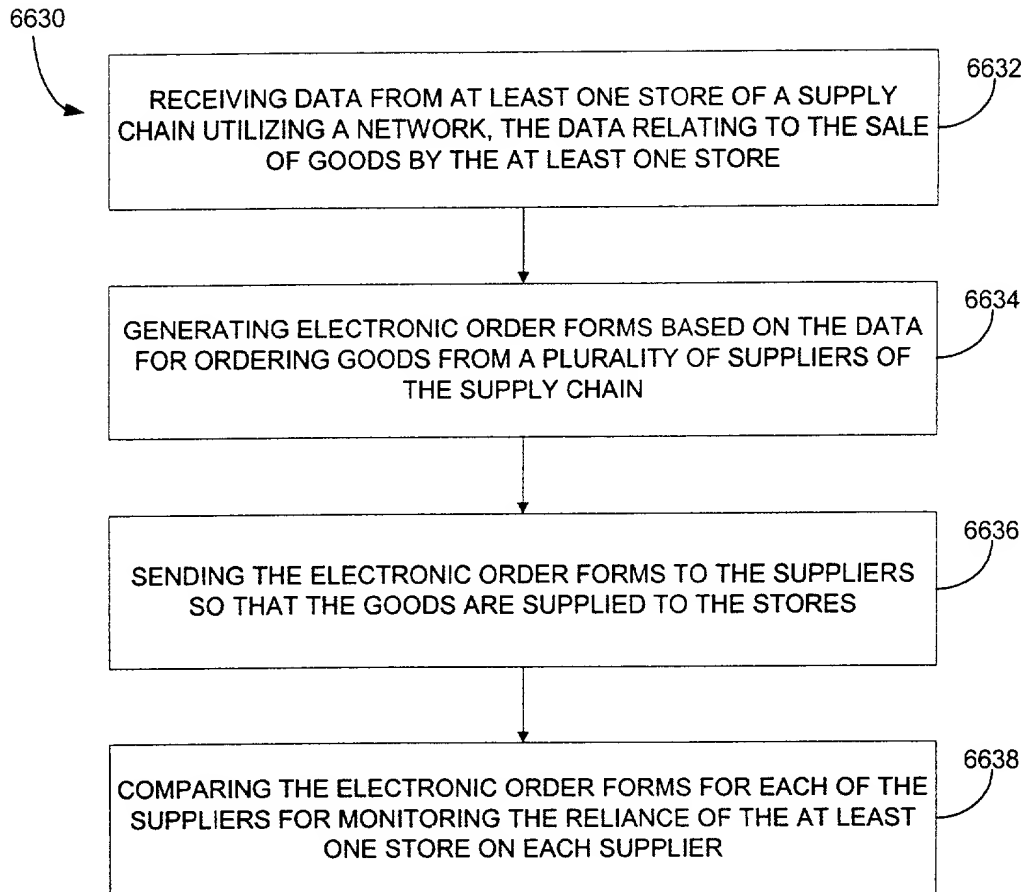 6630
6632
RECEIVING DATA FROM AT LEAST ONE STORE OF A SUPPLY
CHAIN UTILIZING A NETWORK, THE DATA RELATING TO THE SALE
OF GOODS BY THE AT LEAST ONE STORE
6634
GENERATING ELECTRONIC ORDER FORMS BASED ON THE DATA
FOR ORDERING GOODS FROM A PLURALITY OF SUPPLIERS OF
THE SUPPLY CHAIN
6636
SENDING THE ELECTRONIC ORDER FORMS TO THE SUPPLIERS
SO THAT THE GOODS ARE SUPPLIED TO THE STORES
6638
COMPARING THE ELECTRONIC ORDER FORMS FOR EACH OF THE
SUPPLIERS FOR MONITORING THE RELIANCE OF THE AT LEAST
ONE STORE ON EACH SUPPLIER